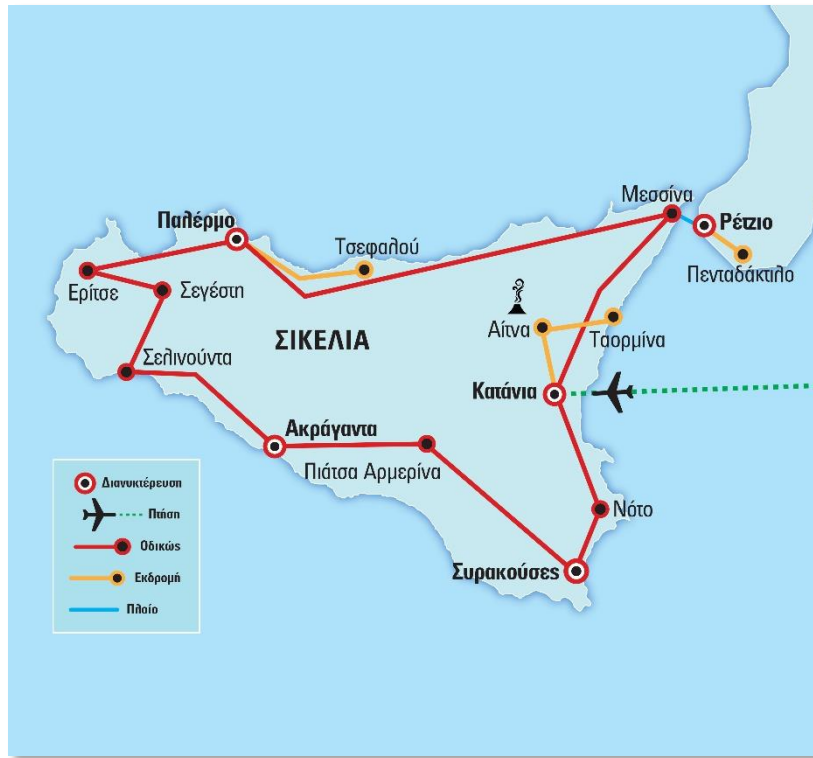 Μεσσίνα
Παλέρμο
Ρέτζιο
Τσεφαλού
Πενταδάκτιλο
Ερίτσε
Σεγέστη
Αίτνα
ΣΙΚΕΛΙΑ
Ταορμίνα
Σελινούντα
Κατάνια
Ακράγαντα
Πιάτσα Αρμερίνα
Διανυκτέρευση
Πτήση
Νότο
Οδικώς
Συρακούσες
Εκδρομή
Πλοίο